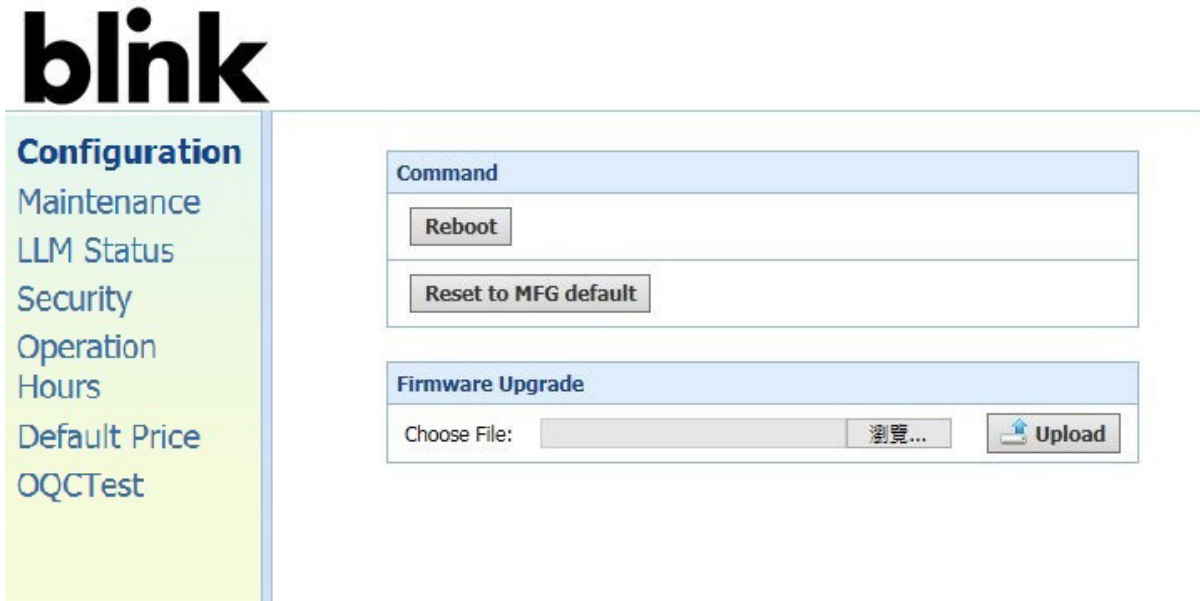 blink
Configuration
Maintenance
LLM Status
Security
Operation
Hours
Default Price
OQCTest
Command
Reboot
Reset to MFG default
Firmware Upgrade
Choose File: 瀏覽... Upload